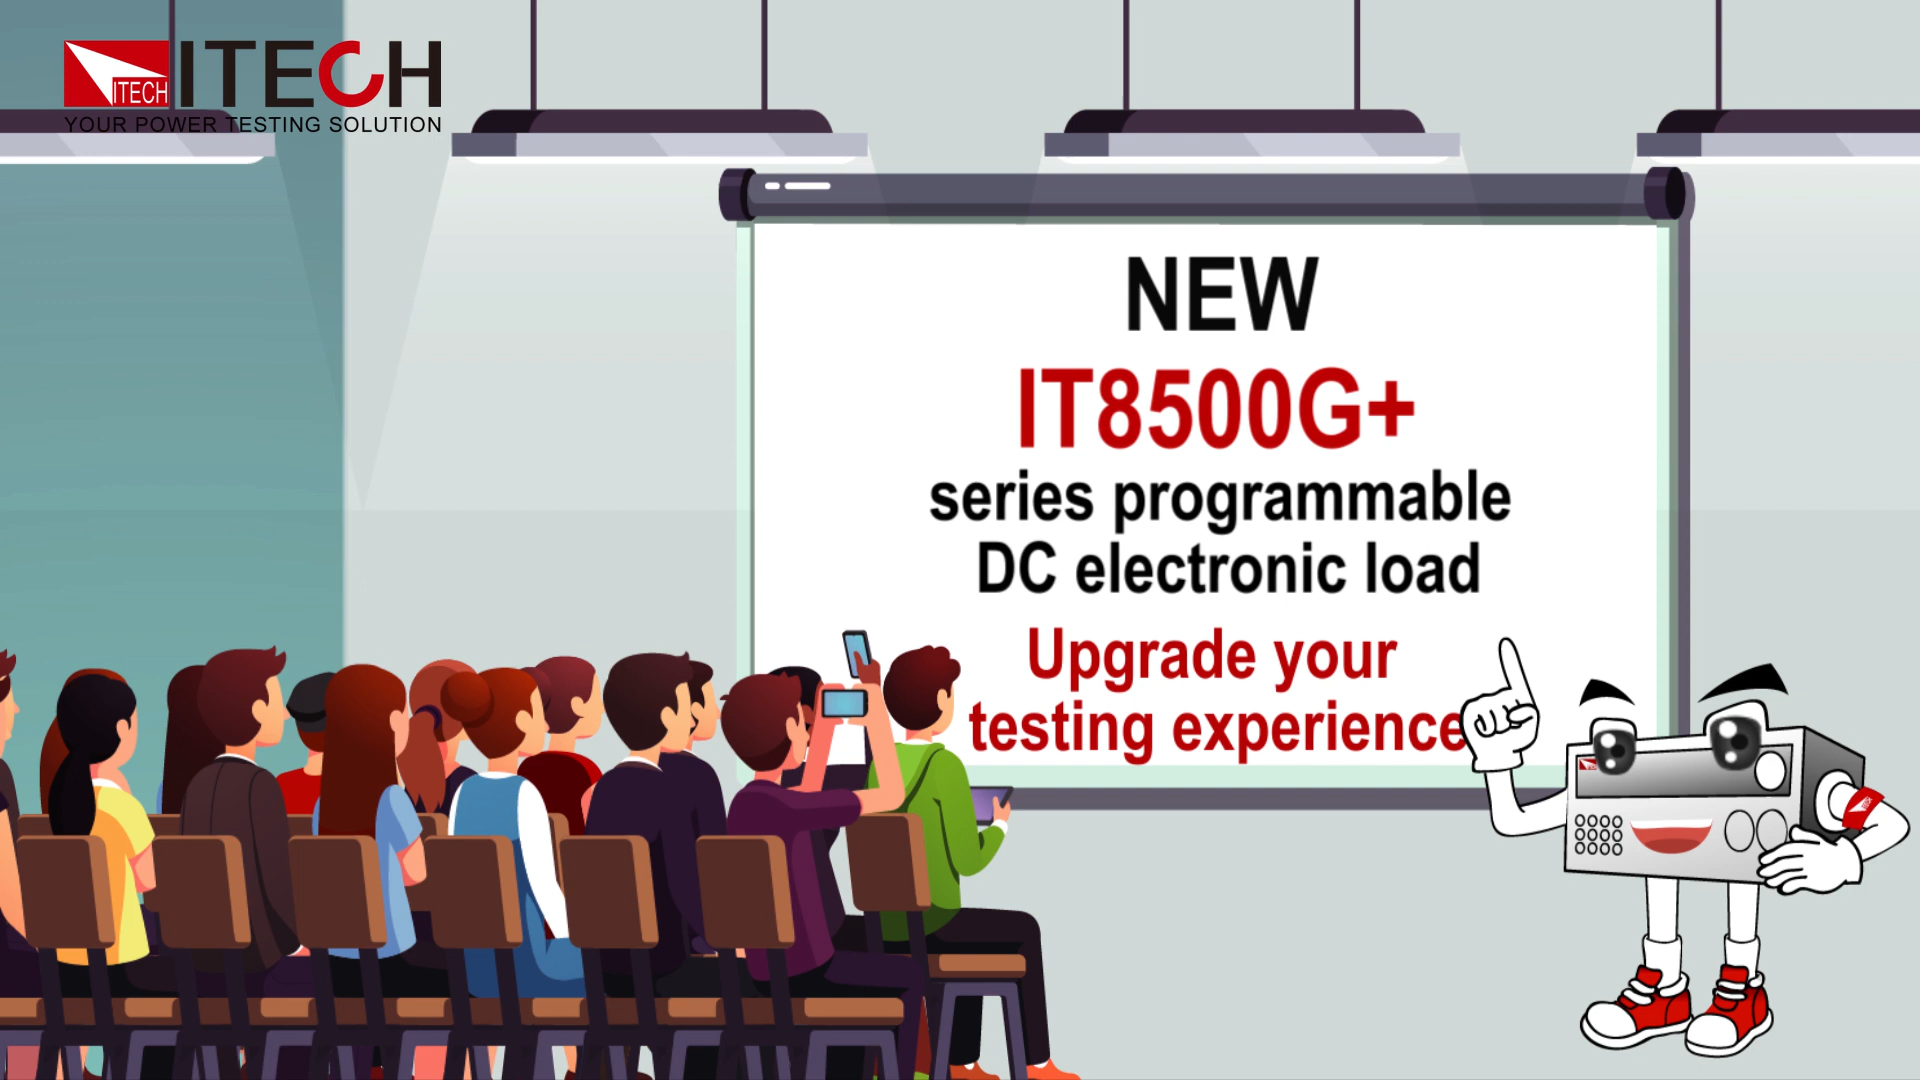 ITECH
ITECH
YOUR POWER TESTING SOLUTION
NEW
IT8500G+
series programmable
DC electronic load
Upgrade your
testing experience